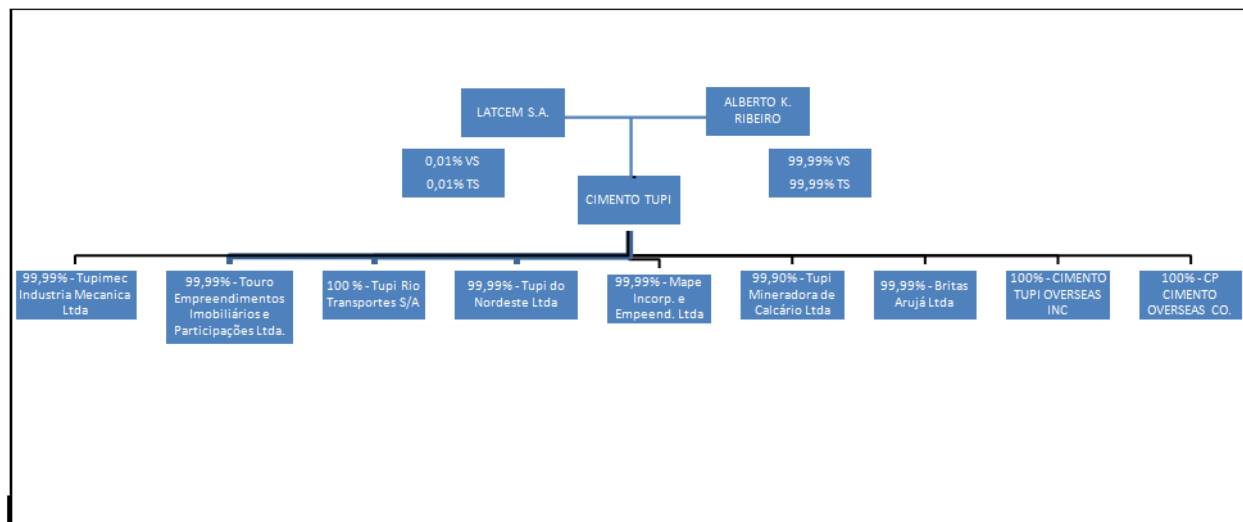 LATCEM S.A.
ALBERTO K.
RIBEIRO
0,01% VS
0,01% TS
99,99% VS
99,99% TS
CIMENTO TUPI
99,99% - Tupimec
Industria Mecanica
Ltda
99,99% - Touro
Empreendimentos
Imobiliários e
Participações Ltda.
100 % - Tupi Rio
Transportes S/A
99,99% - Tupi do
Nordeste Ltda
99,99% - Mape
Incorp. e
Empeend. Ltda
99,90% - Tupi
Mineradora de
Calcário Ltda
99,99% - Britas
Arujá Ltda
100% - CIMENTO
TUPI OVERSEAS
INC
100% - CP
CIMENTO
OVERSEAS CO.